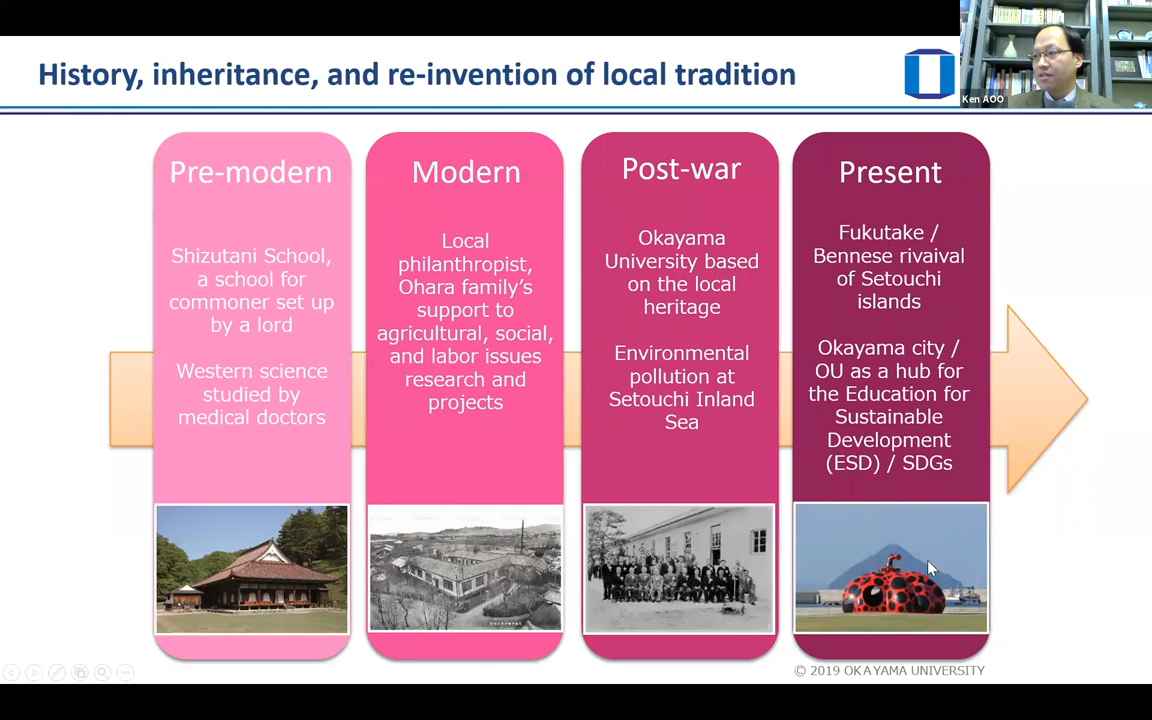 History, inheritance, and re-invention of local tradition
Ken AOO
Pre-modern
Shizutani School,
a school for
commoner set up
by a lord
Western science
studied by
medical doctors
Modern
Local
philanthropist,
Ohara family's
support to
agricultural, social,
and labor issues
research and
projects
Post-war
Okayama
University based
on the local
heritage
Environmental
pollution at
Setouchi Inland
Sea
Present
Fukutake /
Bennese rivaival
of Setouchi
islands
Okayama city /
OU as a hub for
the Education for
Sustainable
Development
(ESD) / SDGs
© 2019 OKAYAMA UNIVERSITY